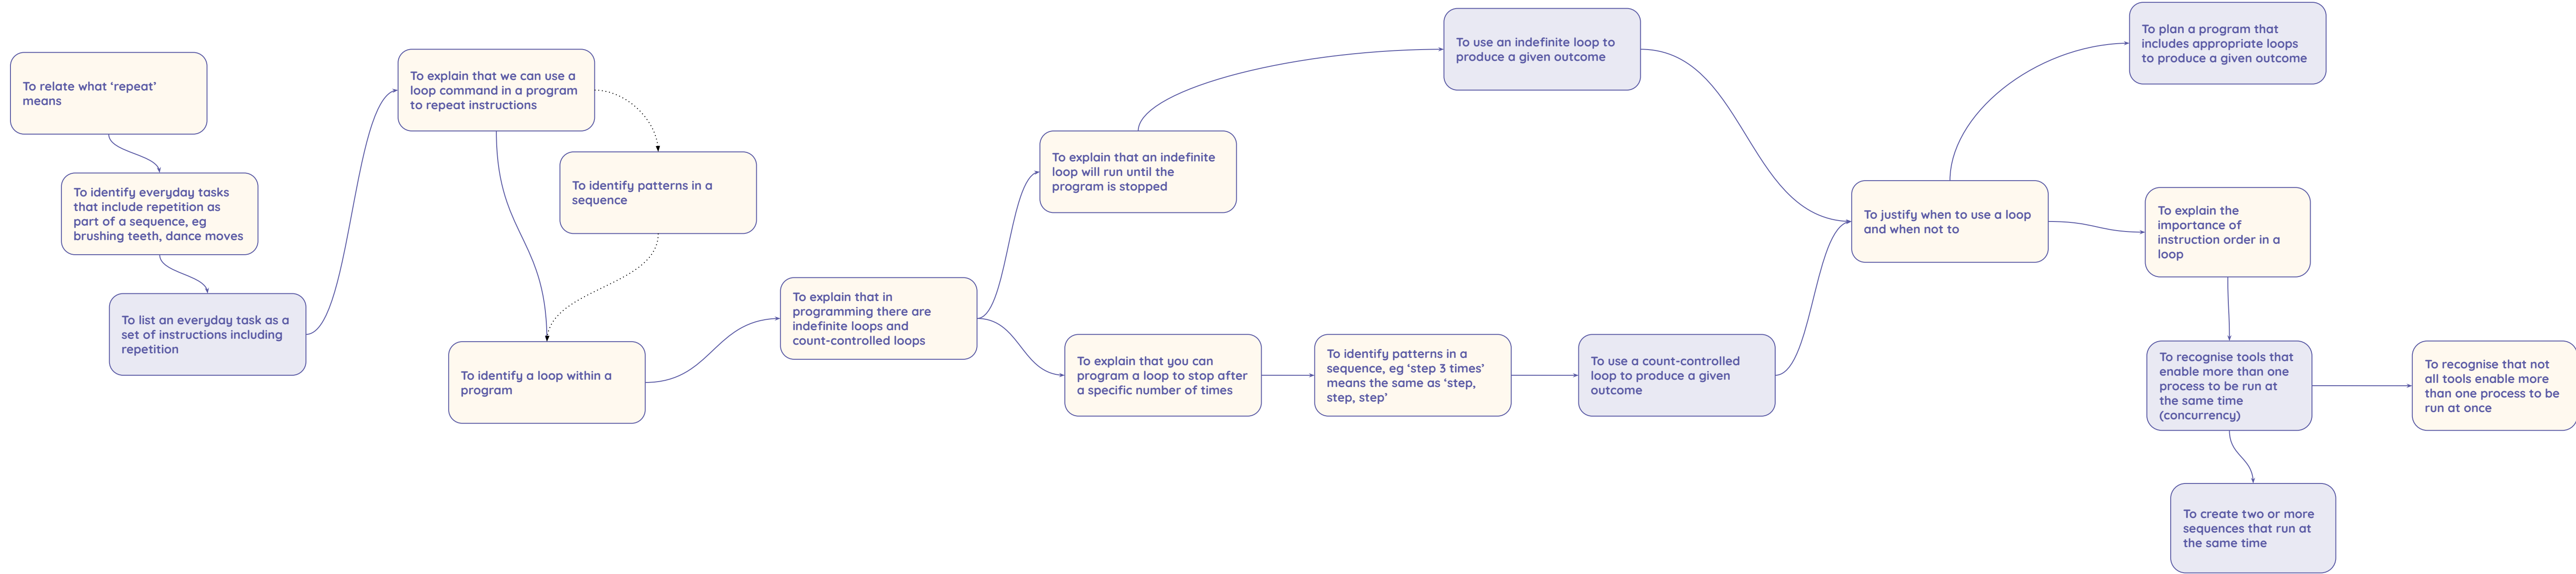 To relate what ‘repeat’
means
To identify everyday tasks
that include repetition as
part of a sequence, eg
brushing teeth, dance moves
To list an everyday task as a
set of instructions including
repetition
To explain that we can use a
loop command in a program
to repeat instructions
To identify patterns in a
sequence
To identify a loop within a
program
To explain that in
programming there are
indefinite loops and
count-controlled loops
To explain that an indefinite
loop will run until the
program is stopped
To use an indefinite loop to
produce a given outcome
To explain that you can
program a loop to stop after
a specific number of times
To identify patterns in a
sequence, eg ‘step 3 times’
means the same as ‘step,
step, step’
To use a count-controlled
loop to produce a given
outcome
To justify when to use a loop
and when not to
To plan a program that
includes appropriate loops
to produce a given outcome
To explain the
importance of
instruction order in a
loop
To recognise tools that
enable more than one
process to be run at
the same time
(concurrency)
To recognise that not
all tools enable more
than one process to be
run at once
To create two or more
sequences that run at
the same time